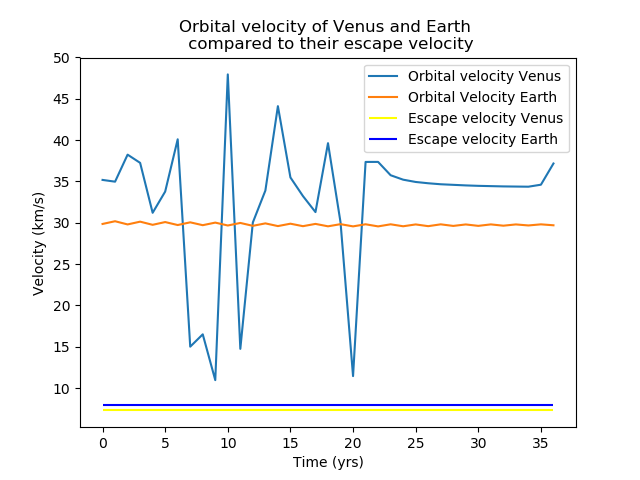 Orbital velocity of Venus and Earth
compared to their escape velocity
Orbital velocity Venus
Orbital Velocity Earth
Escape velocity Venus
Escape velocity Earth
Velocity (km/s)
50
45
40
35
30
25
20
15
10
0 5 10 15 20 25 30 35
Time (yrs)